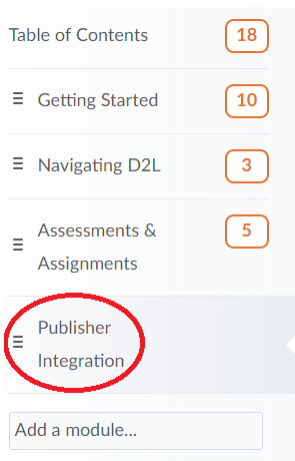 Table of Contents 18
Getting Started 10
Navigating D2L 3
Assessments & 5
Assignments
Publisher
Integration
Add a module...